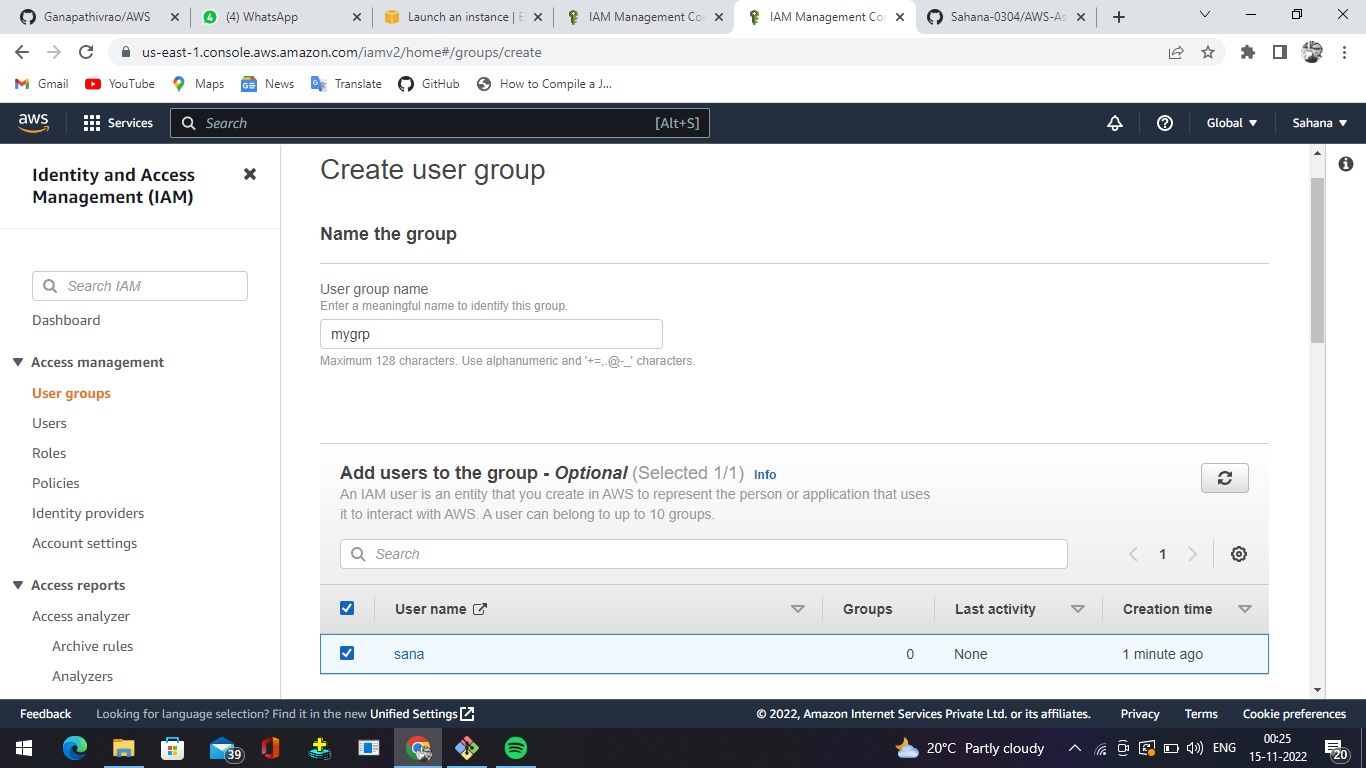 Ganapathivrao/AWS
(4) WhatsApp
Launch an instance | E
IAM Management Con
IAM Management Co
Sahana-0304/AWS-As
us-east-1.console.aws.amazon.com/iamv2/home#/groups/create
Gmail
YouTube
Maps
News
Translate
GitHub
How to Compile a J...
aws
Services
Search
[Alt+S]
Global
Sahana
Identity and Access
Management (IAM)
Search IAM
Dashboard
Access management
User groups
Users
Roles
Policies
Identity providers
Account settings
Access reports
Access analyzer
Archive rules
Analyzers
Create user group
Name the group
User group name
Enter a meaningful name to identify this group.
mygrp
Maximum 128 characters. Use alphanumeric and '+=,.@-_' characters.
Add users to the group - Optional (Selected 1/1) Info
An IAM user is an entity that you create in AWS to represent the person or application that uses
it to interact with AWS. A user can belong to up to 10 groups.
Search
1
User name Groups Last activity Creation time
sana 0 None 1 minute ago
Feedback Looking for language selection? Find it in the new Unified Settings © 2022, Amazon Internet Services Private Ltd. or its affiliates. Privacy Terms Cookie preferences
39
20°C Partly cloudy
ENG
00:25
15-11-2022
20